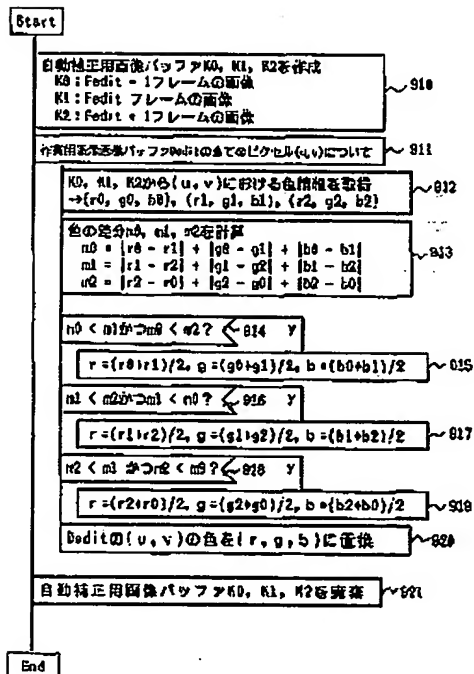 Start
自動補正用画像バッファK0, K1, K2を作成
K0 : Fedit - 1フレームの画像
K1 : Fedit フレームの画像
K2 : Fedit + 1フレームの画像
910
作業用表示画像バッファDeditの全てのピクセル(u,v)について
911
K0, K1, K2から(u, v)における色情報を取得
→{r0, g0, b0}, {r1, g1, b1}, {r2, g2, b2}
912
色の差分m0, m1, m2を計算
m0 = |r0 - r1| + |g0 - g1| + |b0 - b1|
m1 = |r1 - r2| + |g1 - g2| + |b1 - b2|
m2 = |r2 - r0| + |g2 - g0| + |b2 - b0|
913
m0 < m1かつm0 < m2? 914 Y
r =(r0+r1)/2, g =(g0+g1)/2, b =(b0+b1)/2
915
m1 < m2かつm1 < m0? 916 Y
r =(r1+r2)/2, g =(g1+g2)/2, b =(b1+b2)/2
917
m2 < m1 かつm2 < m0? 918 Y
r =(r2+r0)/2, g =(g2+g0)/2, b =(b2+b0)/2
919
Deditの(u, v)の色を{r, g, b}に置換
920
自動補正用画像バッファK0, K1, K2を廃棄
921
End